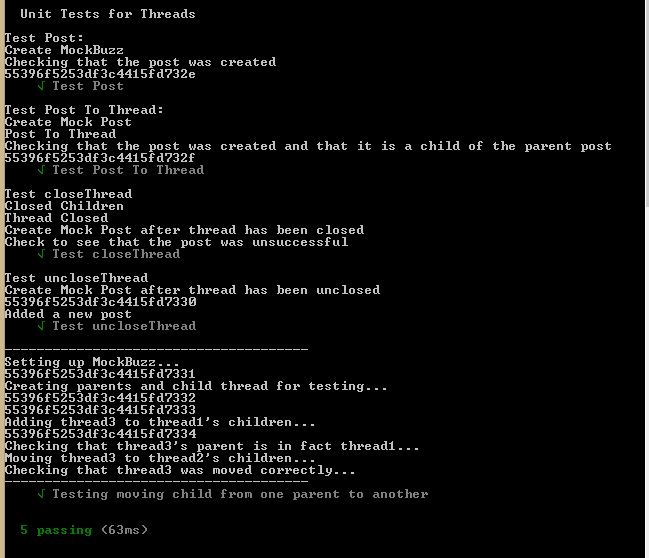 Unit Tests for Threads
Test Post:
Create MockBuzz
Checking that the post was created
55396f5253df3c4415fd732e
√ Test Post
Test Post To Thread:
Create Mock Post
Post To Thread
Checking that the post was created and that it is a child of the parent post
55396f5253df3c4415fd732f
√ Test Post To Thread
Test closeThread
Closed Children
Thread Closed
Create Mock Post after thread has been closed
Check to see that the post was unsuccessful
√ Test closeThread
Test uncloseThread
Create Mock Post after thread has been unclosed
55396f5253df3c4415fd7330
Added a new post
√ Test uncloseThread
--------------------------------------
Setting up MockBuzz...
55396f5253df3c4415fd7331
Creating parents and child thread for testing...
55396f5253df3c4415fd7332
55396f5253df3c4415fd7333
Adding thread3 to thread1's children...
55396f5253df3c4415fd7334
Checking that thread3's parent is in fact thread1...
Moving thread3 to thread2's children...
Checking that thread3 was moved correctly...
--------------------------------------
√ Testing moving child from one parent to another
5 passing (63ms)